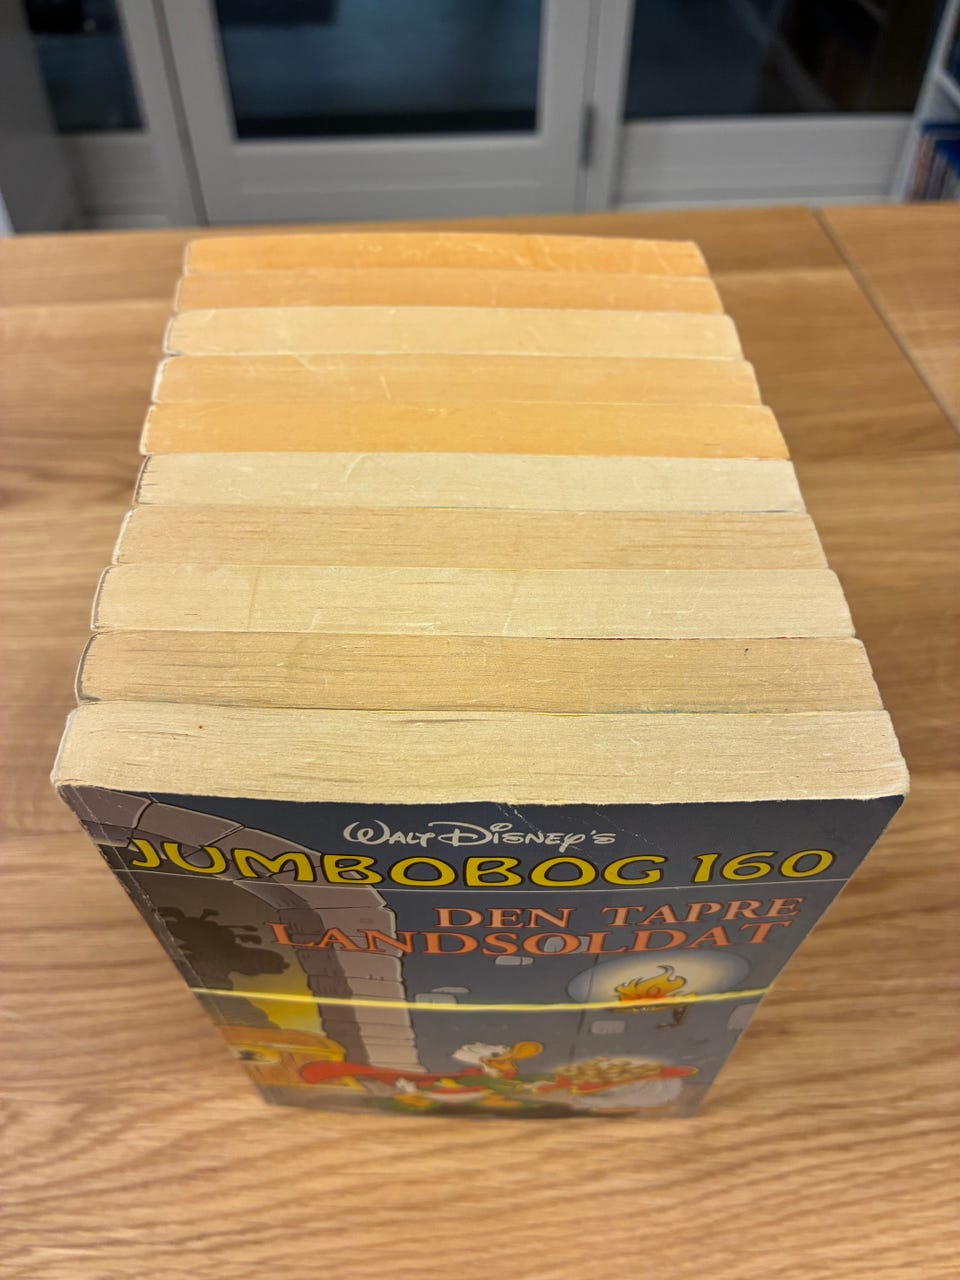 WALT DISNEY'S
JUMBOBOG 160
DEN TAPRE
LANDSOLDAT